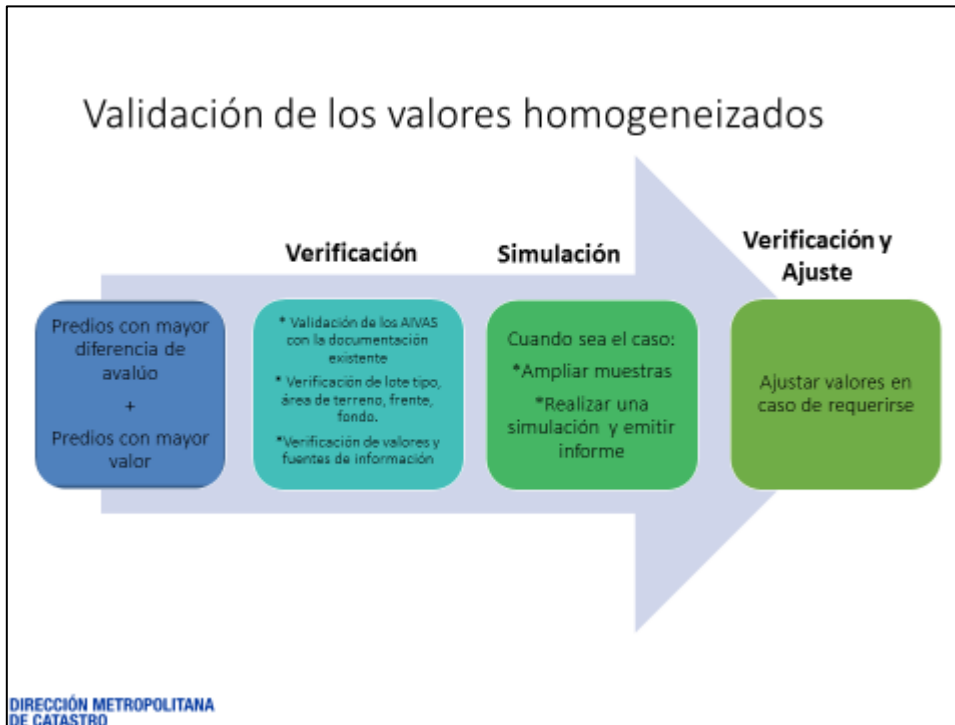 Validación de los valores homogeneizados
Predios con mayor
diferencia de
avalúo
+
Predios con mayor
valor
Verificación
* Validación de los AIVAS
con la documentación
existente
* Verificación de lote tipo,
área de terreno, frente,
fondo.
*Verificación de valores y
fuentes de información
Simulación
Cuando sea el caso:
*Ampliar muestras
*Realizar una
simulación y emitir
informe
Verificación y
Ajuste
Ajustar valores en
caso de requerirse
DIRECCIÓN METROPOLITANA
DE CATASTRO